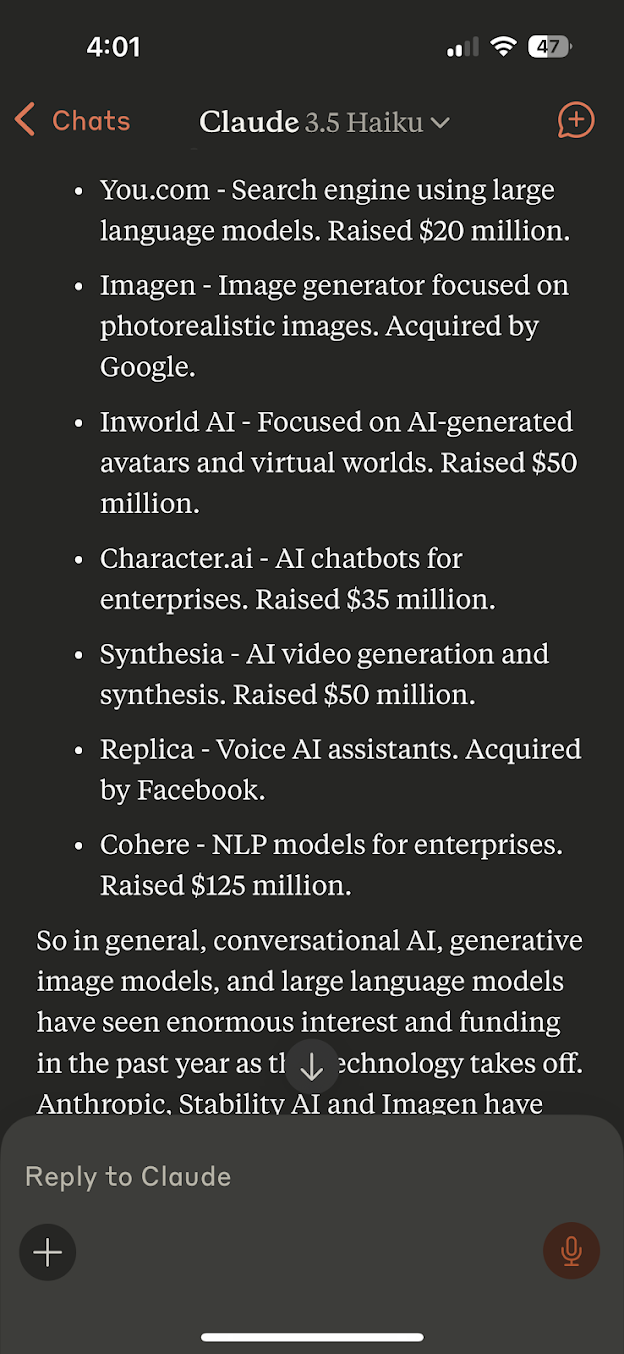 4:01
47
Chats
Claude 3.5 Haiku
• You.com - Search engine using large
language models. Raised $20 million.
• Imagen - Image generator focused on
photorealistic images. Acquired by
Google.
• Inworld AI - Focused on AI-generated
avatars and virtual worlds. Raised $50
million.
• Character.ai - AI chatbots for
enterprises. Raised $35 million.
• Synthesia - AI video generation and
synthesis. Raised $50 million.
• Replica - Voice AI assistants. Acquired
by Facebook.
• Cohere - NLP models for enterprises.
Raised $125 million.
So in general, conversational AI, generative
image models, and large language models
have seen enormous interest and funding
in the past year as takes off.
Anthropic, Stability AI and Imagen have
Reply to Claude